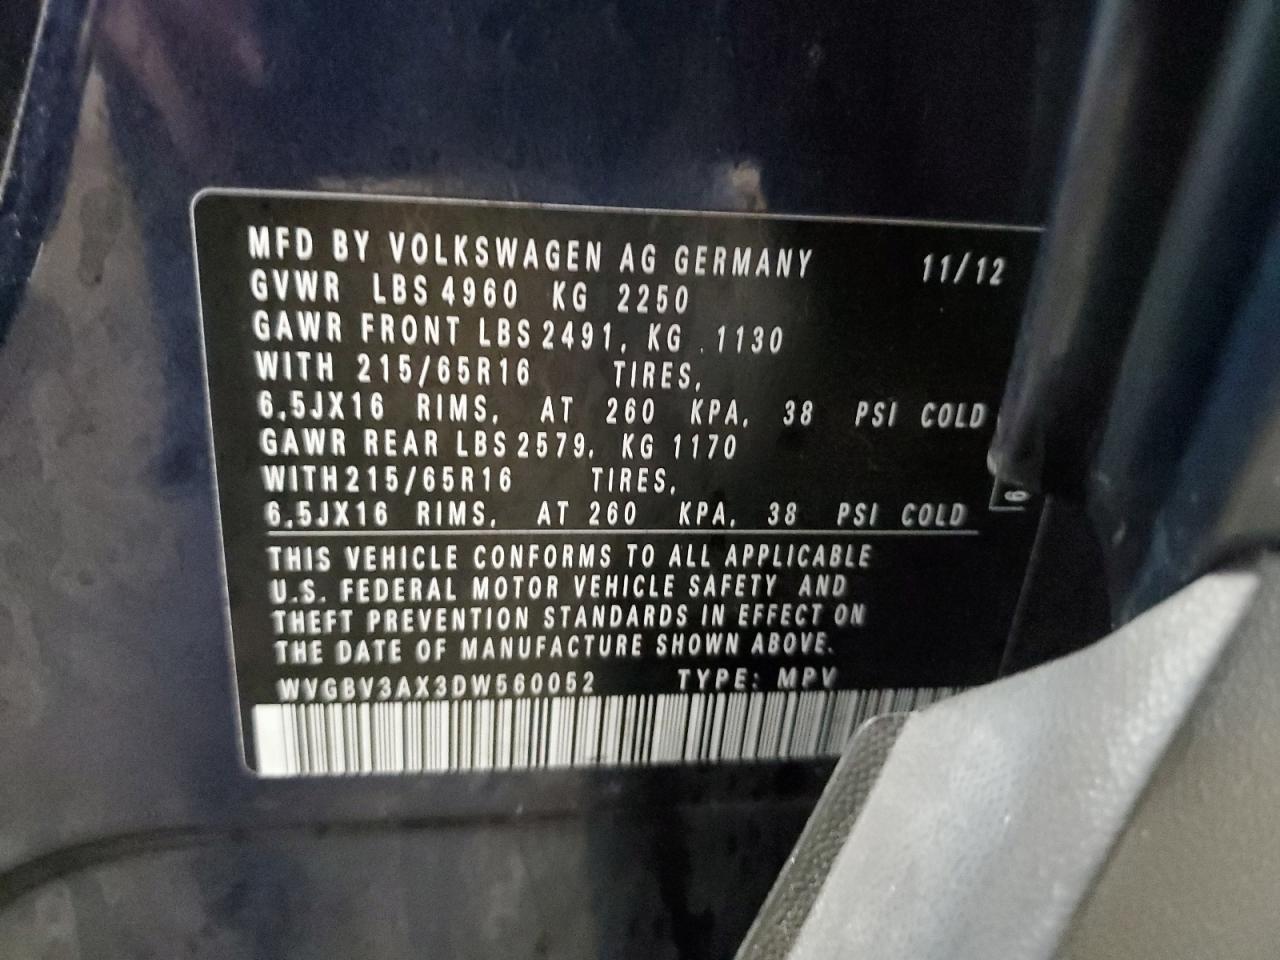 MFD BY VOLKSWAGEN AG GERMANY 11/12
GVWR LBS 4960 KG 2250
GAWR FRONT LBS 2491, KG 1130
WITH 215/65R16 TIRES,
6,5JX16 RIMS, AT 260 KPA, 38 PSI COLD
GAWR REAR LBS 2579, KG 1170
WITH 215/65R16 TIRES,
6,5JX16 RIMS, AT 260 KPA, 38 PSI COLD
THIS VEHICLE CONFORMS TO ALL APPLICABLE
U.S. FEDERAL MOTOR VEHICLE SAFETY AND
THEFT PREVENTION STANDARDS IN EFFECT ON
THE DATE OF MANUFACTURE SHOWN ABOVE.
WVGBV3AX3DW560052 TYPE: MPV